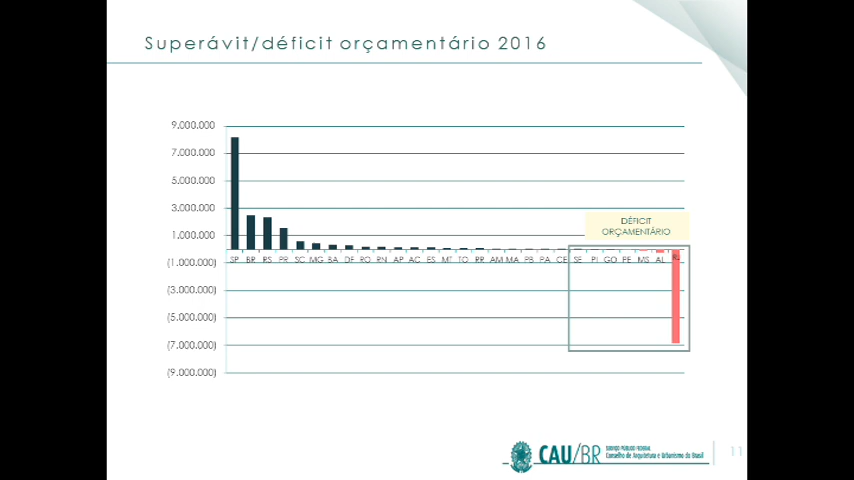 Superávit/déficit orçamentário 2016
9.000.000
7.000.000
5.000.000
3.000.000
1.000.000
(1.000.000)
(3.000.000)
(5.000.000)
(7.000.000)
(9.000.000)
DÉFICIT
ORÇAMENTÁRIO
SP BR RS PR SC MG BA DF RO RN AP AC ES MT TO RR AM MA PB PA CE SE PI GO PE MS AL RJ
CAU/BR
SERVIÇO PÚBLICO FEDERAL
Conselho de Arquitetura e Urbanismo do Brasil
11